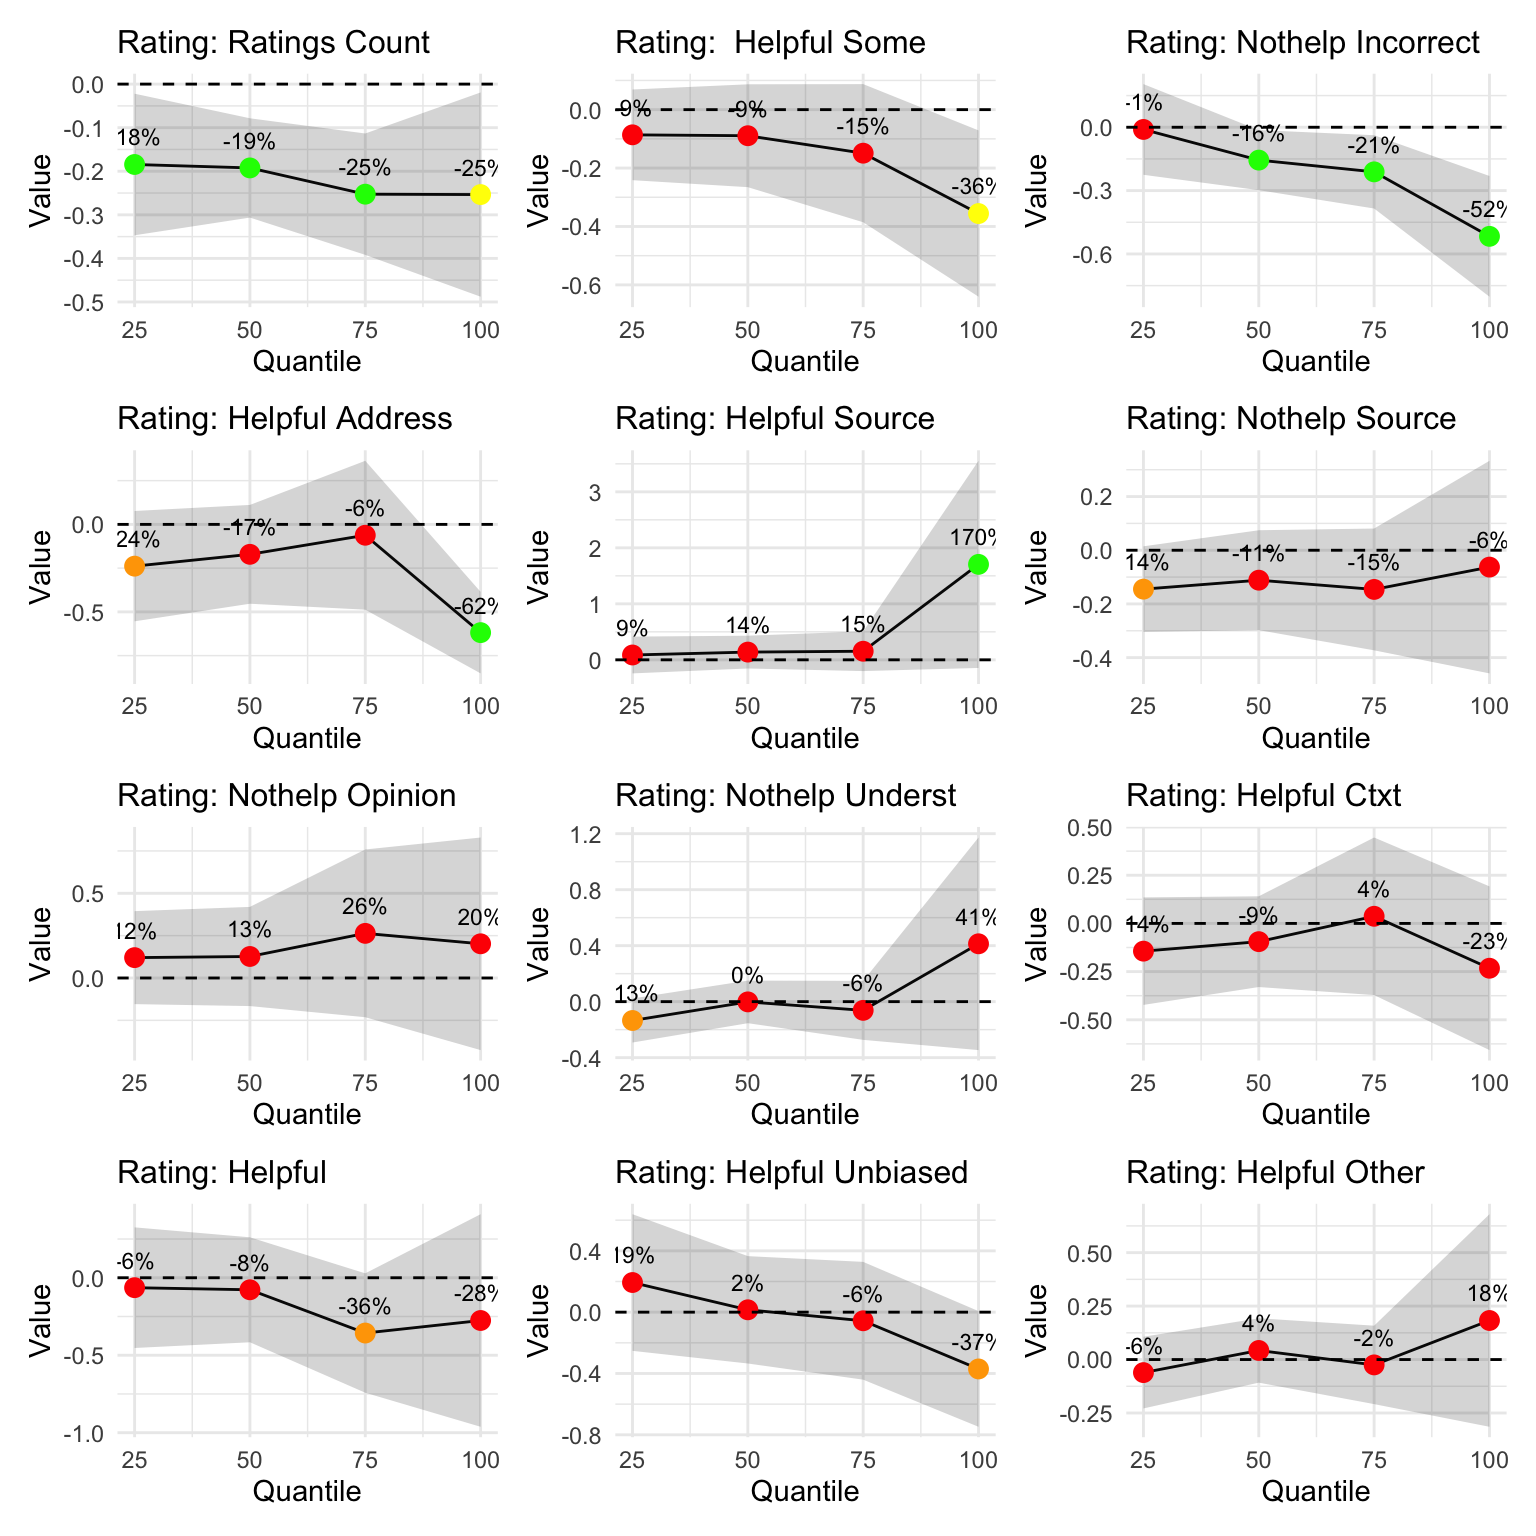 Rating: Ratings Count
0.0
-0.1
-0.2
-0.3
-0.4
-0.5
Value
18%
-19%
-25%
-25%
25 50 75 100
Quantile
Rating:  Helpful Some
0.0
-0.2
-0.4
-0.6
Value
9%
-9%
-15%
-36%
25 50 75 100
Quantile
Rating: Nothelp Incorrect
0.0
-0.3
-0.6
Value
-1%
-16%
-21%
-52%
25 50 75 100
Quantile
Rating: Helpful Address
0.0
-0.5
Value
24%
-17%
-6%
-62%
25 50 75 100
Quantile
Rating: Helpful Source
3
2
1
0
Value
9%
14%
15%
170%
25 50 75 100
Quantile
Rating: Nothelp Source
0.2
0.0
-0.2
-0.4
Value
14%
-11%
-15%
-6%
25 50 75 100
Quantile
Rating: Nothelp Opinion
0.5
0.0
Value
12%
13%
26%
20%
25 50 75 100
Quantile
Rating: Nothelp Underst
1.2
0.8
0.4
0.0
-0.4
Value
13%
0%
-6%
41%
25 50 75 100
Quantile
Rating: Helpful Ctxt
0.50
0.25
0.00
-0.25
-0.50
Value
14%
-9%
4%
-23%
25 50 75 100
Quantile
Rating: Helpful
0.0
-0.5
-1.0
Value
-6%
-8%
-36%
-28%
25 50 75 100
Quantile
Rating: Helpful Unbiased
0.4
0.0
-0.4
-0.8
Value
19%
2%
-6%
-37%
25 50 75 100
Quantile
Rating: Helpful Other
0.50
0.25
0.00
-0.25
Value
-6%
4%
-2%
18%
25 50 75 100
Quantile